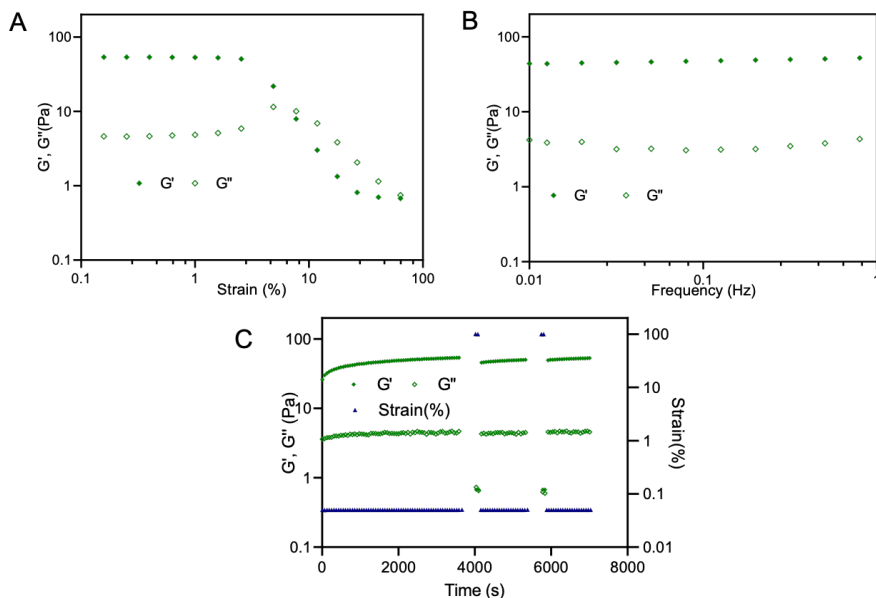 A
100
10
1
0.1
G', G''(Pa)
G' G''
0.1 1 10 100
Strain (%)
B
100
10
1
0.1
G', G''(Pa)
G' G''
0.01 0.1 1
Frequency (Hz)
C
100
10
1
0.1
G', G'' (Pa)
G' G''
Strain(%)
100
10
1
0.1
0.01
Strain(%)
0 2000 4000 6000 8000
Time (s)